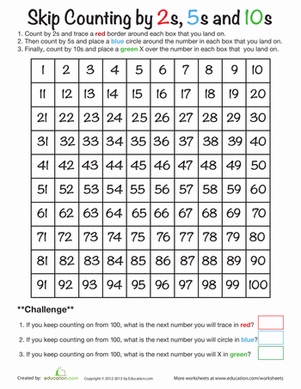 Skip Counting by 2s, 5s and 10s
1. Count by 2s and trace a red border around each box that you land on.
2. Then count by 5s and place a blue circle around the number in each box that you land on.
3. Finally, count by 10s and place a green X over the number in each box that you land on.
1 2 3 4 5 6 7 8 9 10
11 12 13 14 15 16 17 18 19 20
21 22 23 24 25 26 27 28 29 30
31 32 33 34 35 36 37 38 39 40
41 42 43 44 45 46 47 48 49 50
51 52 53 54 55 56 57 58 59 60
61 62 63 64 65 66 67 68 69 70
71 72 73 74 75 76 77 78 79 80
81 82 83 84 85 86 87 88 89 90
91 92 93 94 95 96 97 98 99 100
**Challenge**
1. If you keep counting on from 100, what is the next number you will trace in red?
2. If you keep counting on from 100, what is the next number you will circle in blue?
3. If you keep counting on from 100, what is the next number you will X in green?
education.com
More worksheets at www.education.com/worksheets